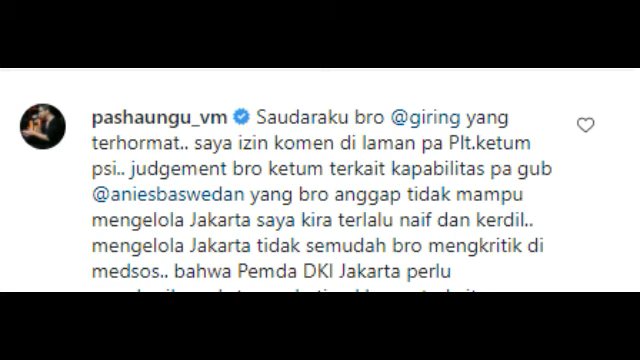 pashaungu_vm Saudaraku bro @giring yang
terhormat.. saya izin komen di laman pa Plt.ketum
psi.. judgement bro ketum terkait kapabilitas pa gub
@aniesbaswedan yang bro anggap tidak mampu
mengelola Jakarta saya kira terlalu naif dan kerdil..
mengelola Jakarta tidak semudah bro mengkritik di
medsos.. bahwa Pemda DKI Jakarta perlu